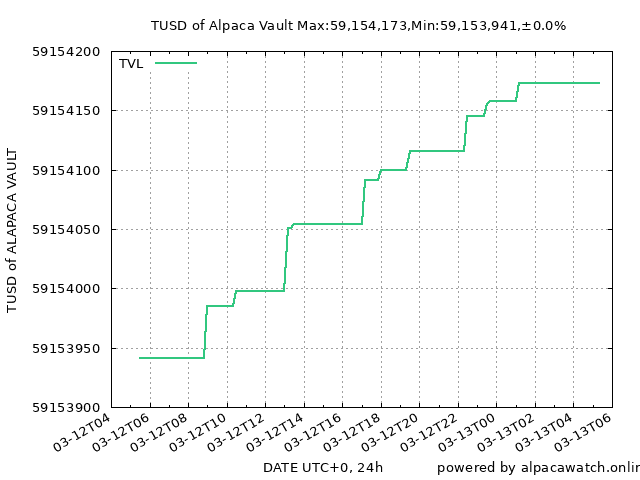 TUSD of Alpaca Vault Max:59,154,173,Min:59,153,941,±0.0%
TVL
59154200
59154150
59154100
59154050
59154000
59153950
59153900
TUSD of ALAPACA VAULT
03-12T04
03-12T06
03-12T08
03-12T10
03-12T12
03-12T14
03-12T16
03-12T18
03-12T20
03-12T22
03-13T00
03-13T02
03-13T04
03-13T06
DATE UTC+0, 24h
powered by alpacawatch.onlin